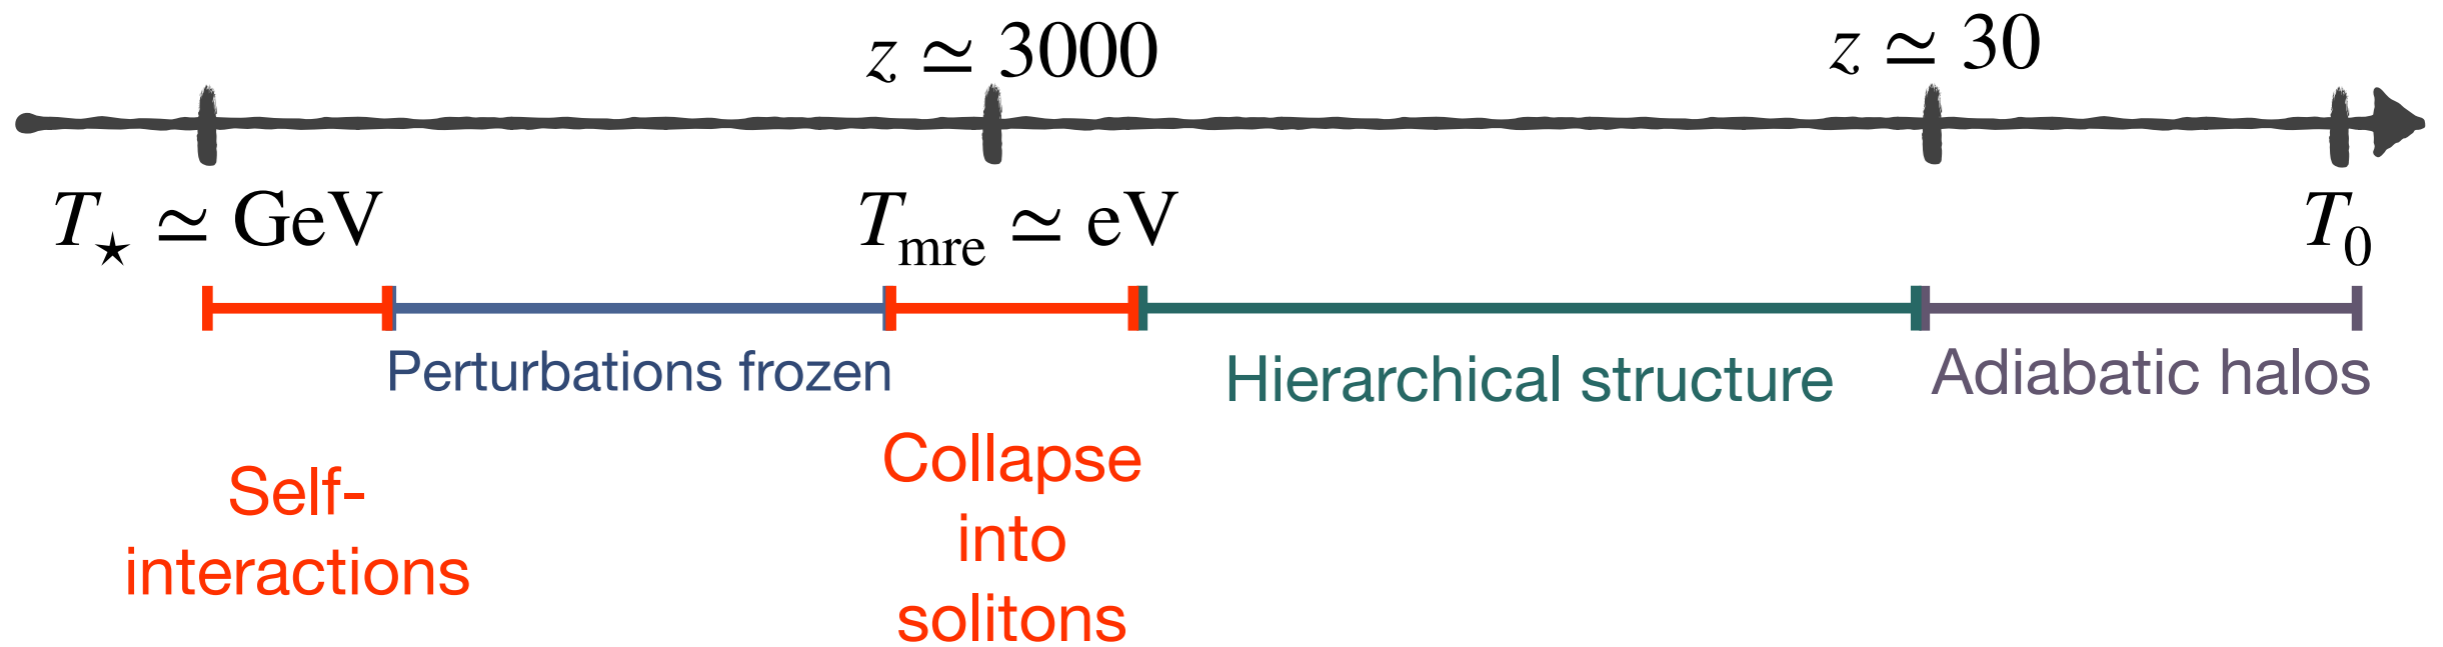 z ≃ 3000
z ≃ 30
T⋆ ≃ GeV
Tmre ≃ eV
T0
Perturbations frozen
Hierarchical structure
Adiabatic halos
Self-
interactions
Collapse
into
solitons